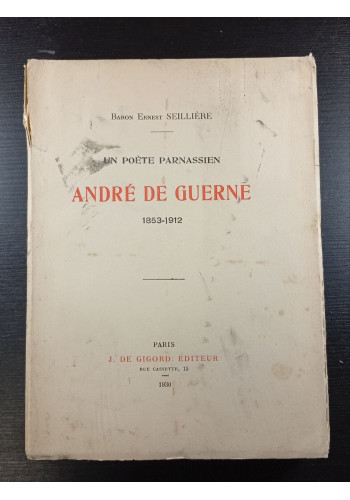 Baron Ernest SEILLIÈRE
UN POÈTE PARNASSIEN
ANDRÉ DE GUERNE
1853-1912
PARIS
J. DE GIGORD, ÉDITEUR
RUE CASSETTE, 15
1930